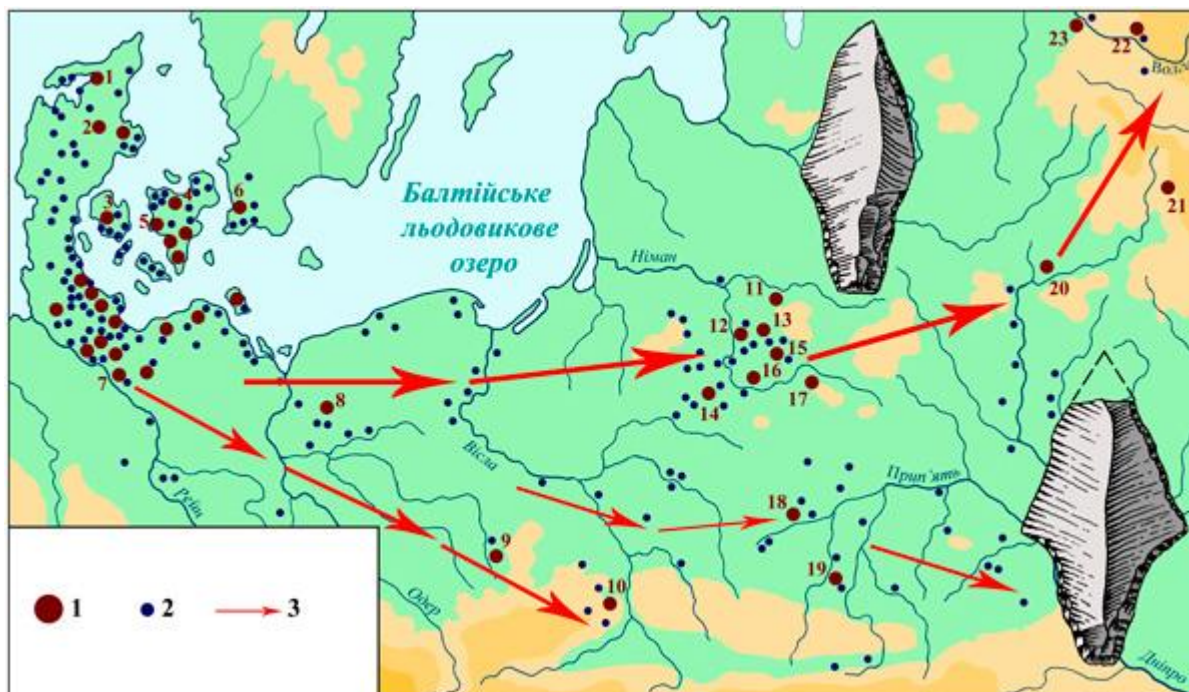 23
22
Волга
1
2
4
6
3
5
21
Балтійське
льодовикове
озеро
Німан
20
11
12
13
15
16
7
17
8
14
Вісла
Прип'ять
Рейн
18
9
19
10
Одер
1
2
3
Дніпро